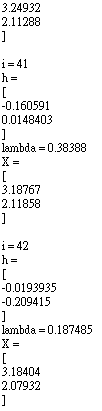 3.24932
2.11288
]
i = 41
h =
[
-0.160591
0.0148403
]
lambda = 0.38388
X =
[
3.18767
2.11858
]
i = 42
h =
[
-0.0193935
-0.209415
]
lambda = 0.187485
X =
[
3.18404
2.07932
]